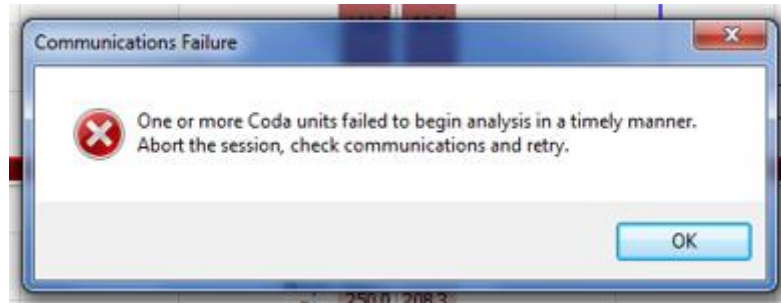 Communications Failure
One or more Coda units failed to begin analysis in a timely manner.
Abort the session, check communications and retry.
OK
250.0 208.3